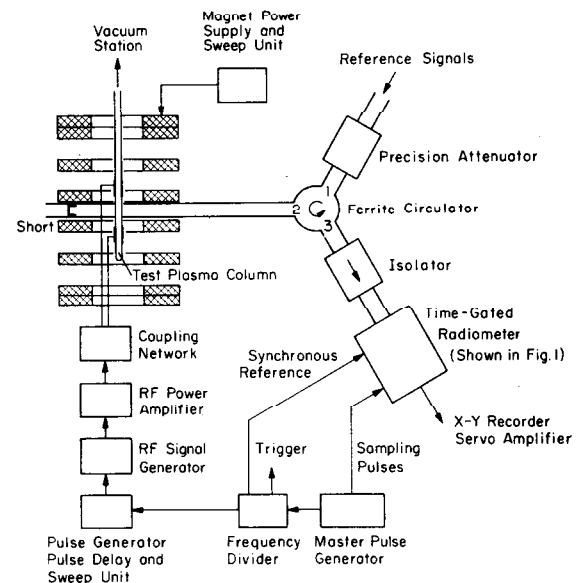 Magnet Power
Supply and
Sweep Unit
Vacuum
Station
Reference Signals
Precision Attenuator
1
2
3
Ferrite Circulator
Short
Test Plasma Column
Isolator
Time-Gated
Radiometer
(Shown in Fig.1)
Coupling
Network
Synchronous
Reference
RF Power
Amplifier
X-Y Recorder
Servo Amplifier
RF Signal
Generator
Trigger
Sampling
Pulses
Pulse Generator
Pulse Delay and
Sweep Unit
Frequency
Divider
Master Pulse
Generator